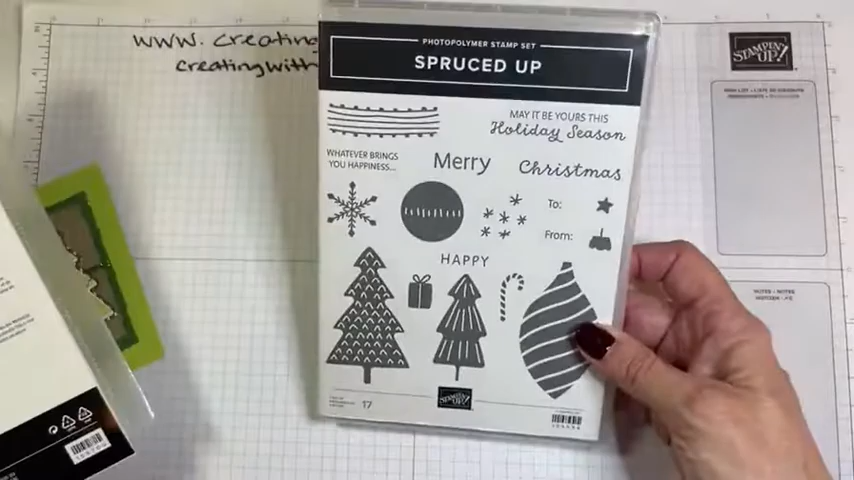 www.creatin
creatingwith
PHOTOPOLYMER STAMP SET
SPRUCED UP
MAY IT BE YOURS THIS
Holiday Season
WHATEVER BRINGS
YOU HAPPINESS...
Merry
Christmas
To:
From:
HAPPY
17
STAMPIN' UP!
STAMPIN' UP!